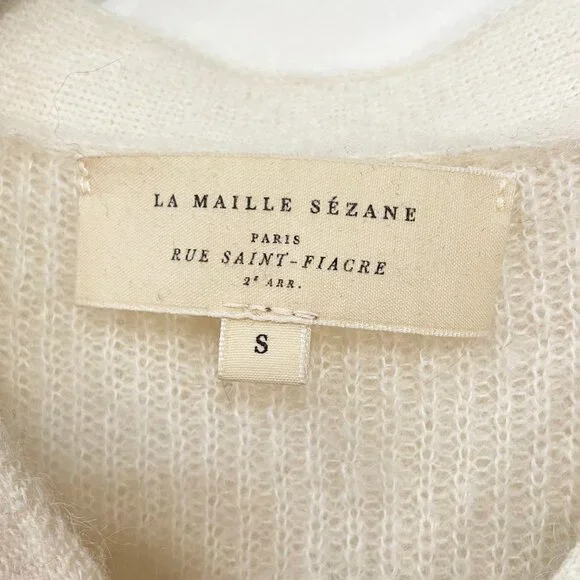 LA MAILLE SÉZANE
PARIS
RUE SAINT-FIACRE
2ᵉ ARR.
S